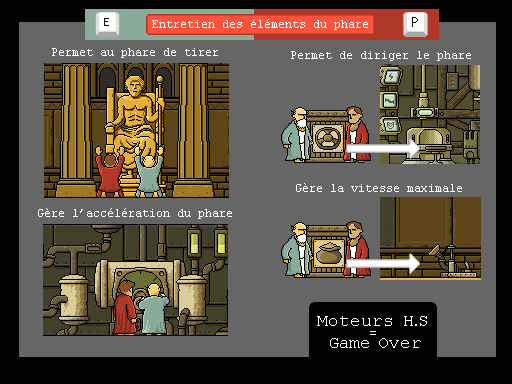 E
Entretien des éléments du phare
P
Permet au phare de tirer
Permet de diriger le phare
Gère la vitesse maximale
Gère l'accélération du phare
Moteurs H.S
=
Game Over